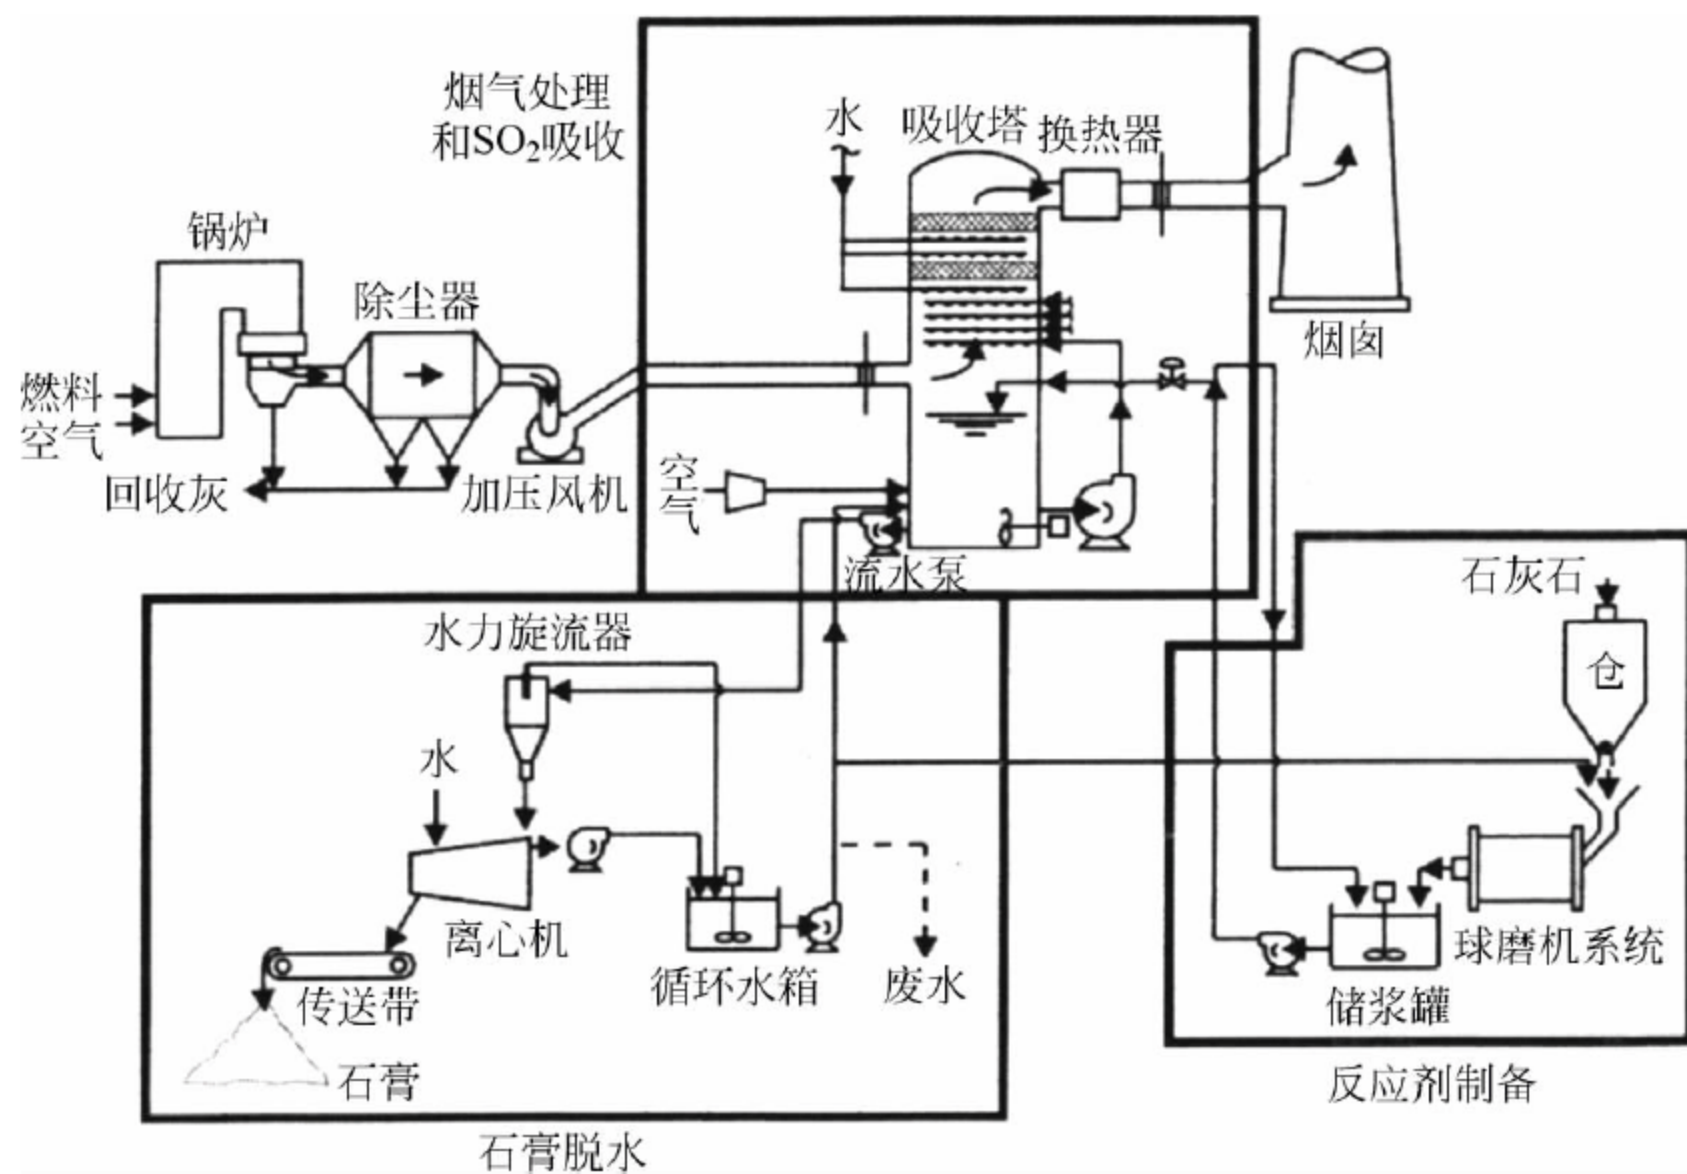 烟气处理
和SO₂吸收
水
吸收塔
换热器
锅炉
除尘器
烟囱
燃料
空气
回收灰
加压风机
空气
流水泵
石灰石
水力旋流器
仓
水
离心机
循环水箱
废水
球磨机系统
传送带
储浆罐
石膏
反应剂制备
石膏脱水